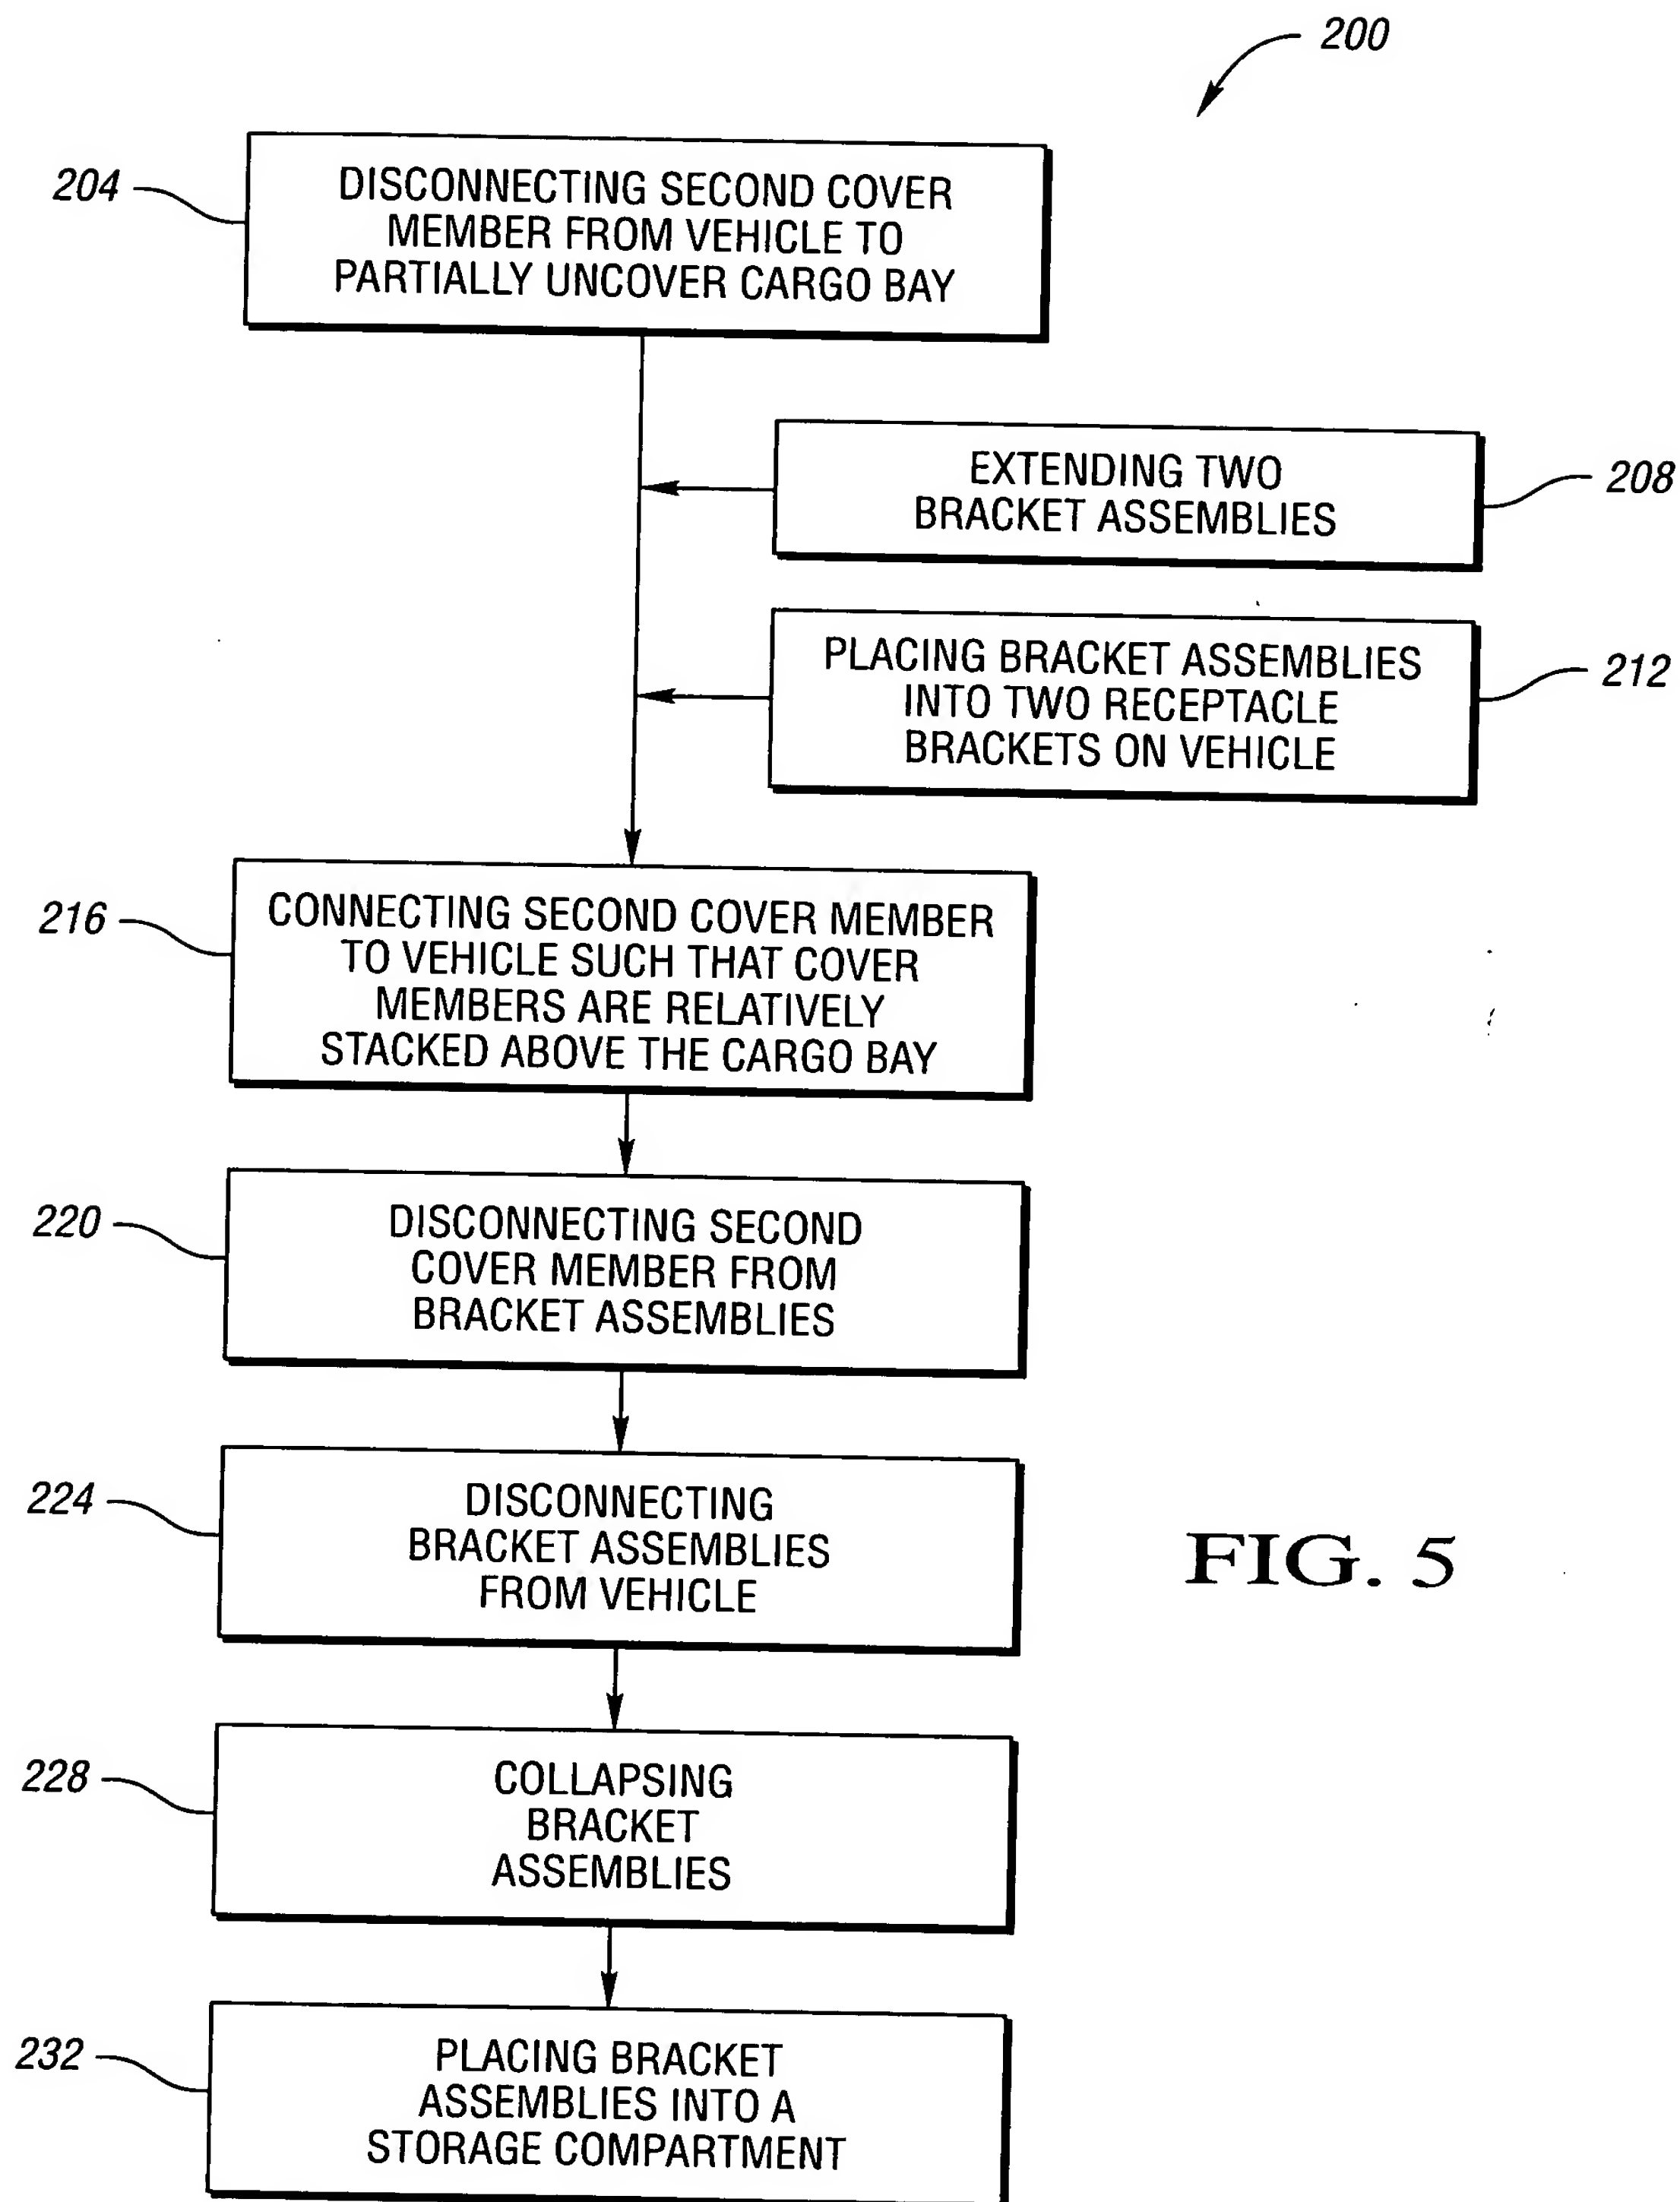 200
204
DISCONNECTING SECOND COVER
MEMBER FROM VEHICLE TO
PARTIALLY UNCOVER CARGO BAY
EXTENDING TWO
BRACKET ASSEMBLIES
208
PLACING BRACKET ASSEMBLIES
INTO TWO RECEPTACLE
BRACKETS ON VEHICLE
212
216
CONNECTING SECOND COVER MEMBER
TO VEHICLE SUCH THAT COVER
MEMBERS ARE RELATIVELY
STACKED ABOVE THE CARGO BAY
220
DISCONNECTING SECOND
COVER MEMBER FROM
BRACKET ASSEMBLIES
224
DISCONNECTING
BRACKET ASSEMBLIES
FROM VEHICLE
FIG. 5
228
COLLAPSING
BRACKET
ASSEMBLIES
232
PLACING BRACKET
ASSEMBLIES INTO A
STORAGE COMPARTMENT